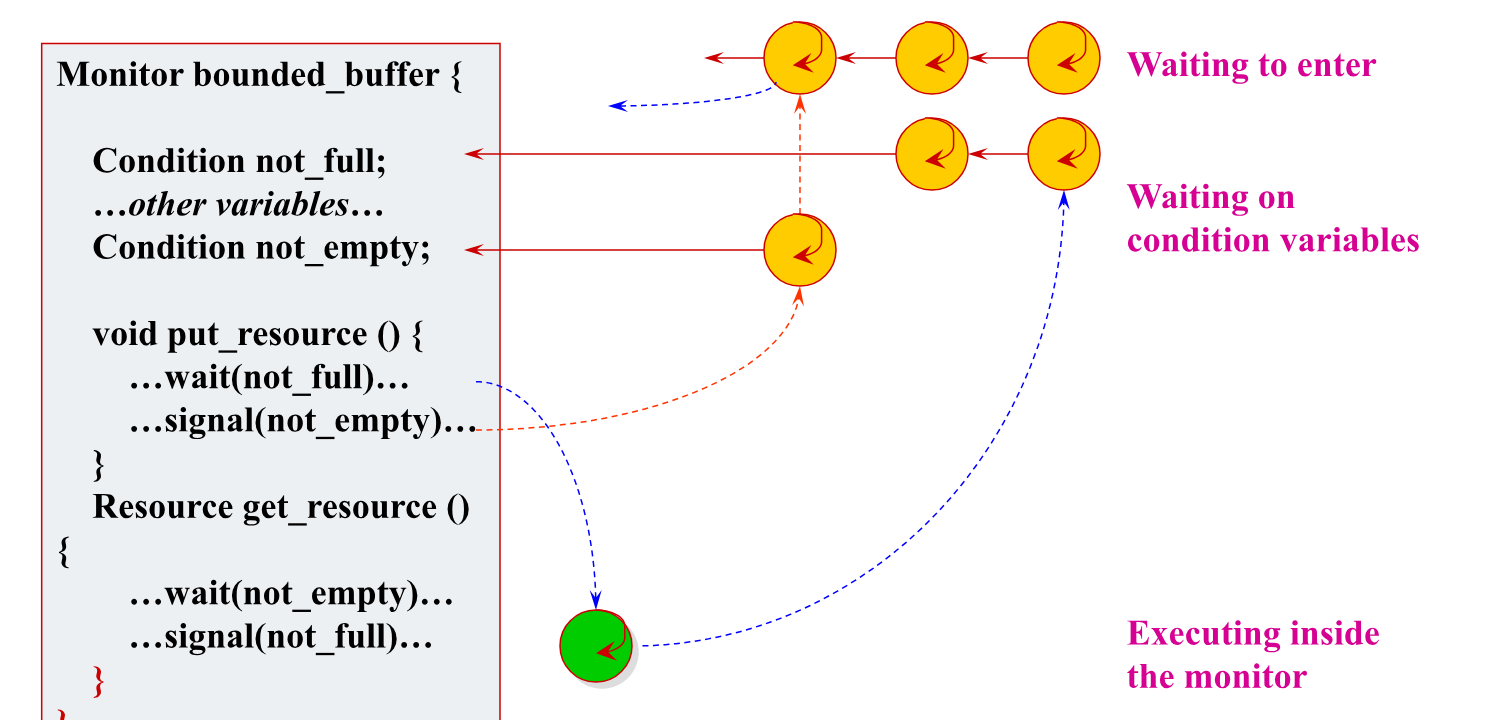 Monitor bounded_buffer {
Condition not_full;
…other variables…
Condition not_empty;
void put_resource () {
…wait(not_full)…
…signal(not_empty)…
}
Resource get_resource ()
{
…wait(not_empty)…
…signal(not_full)…
}
}
Waiting to enter
Waiting on
condition variables
Executing inside
the monitor